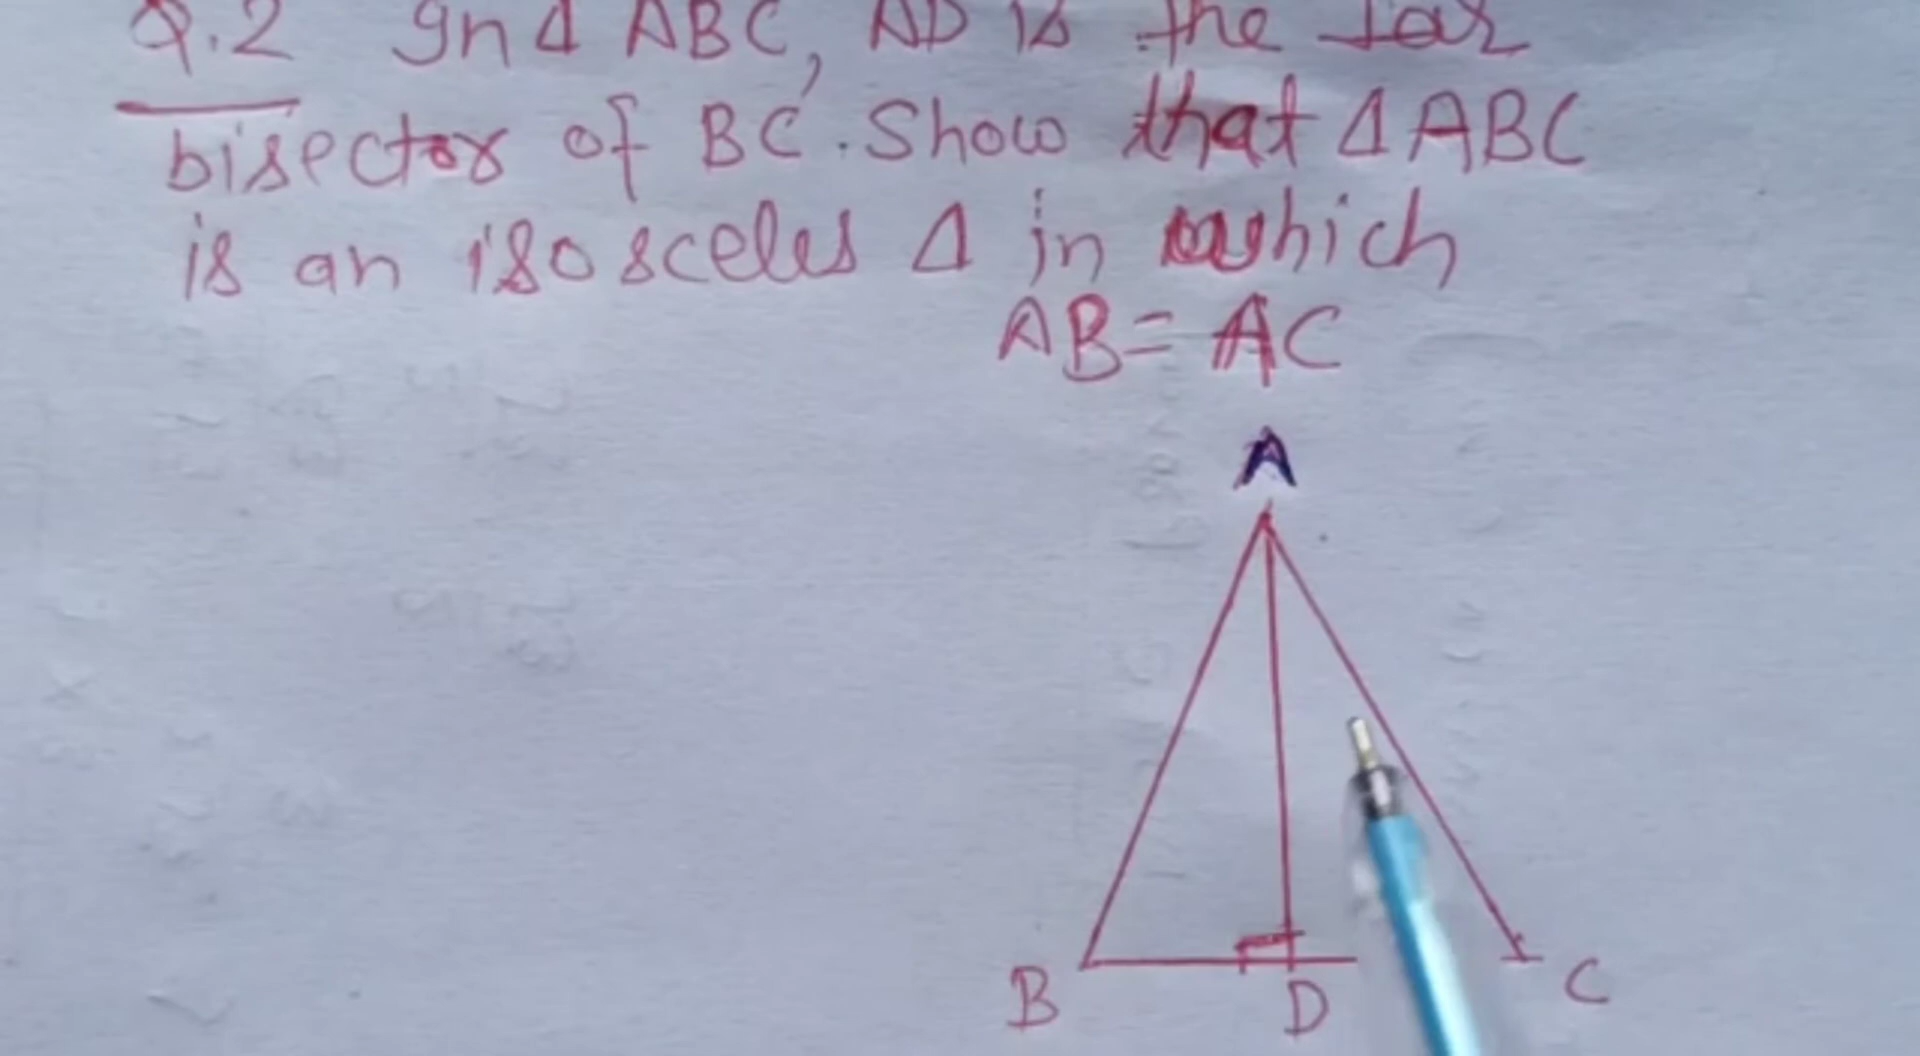 Q.2 In Δ ABC, AD is the ⊥ar
bisector of BC. Show that Δ ABC
is an isosceles Δ in which
AB = AC
A
B
D
C